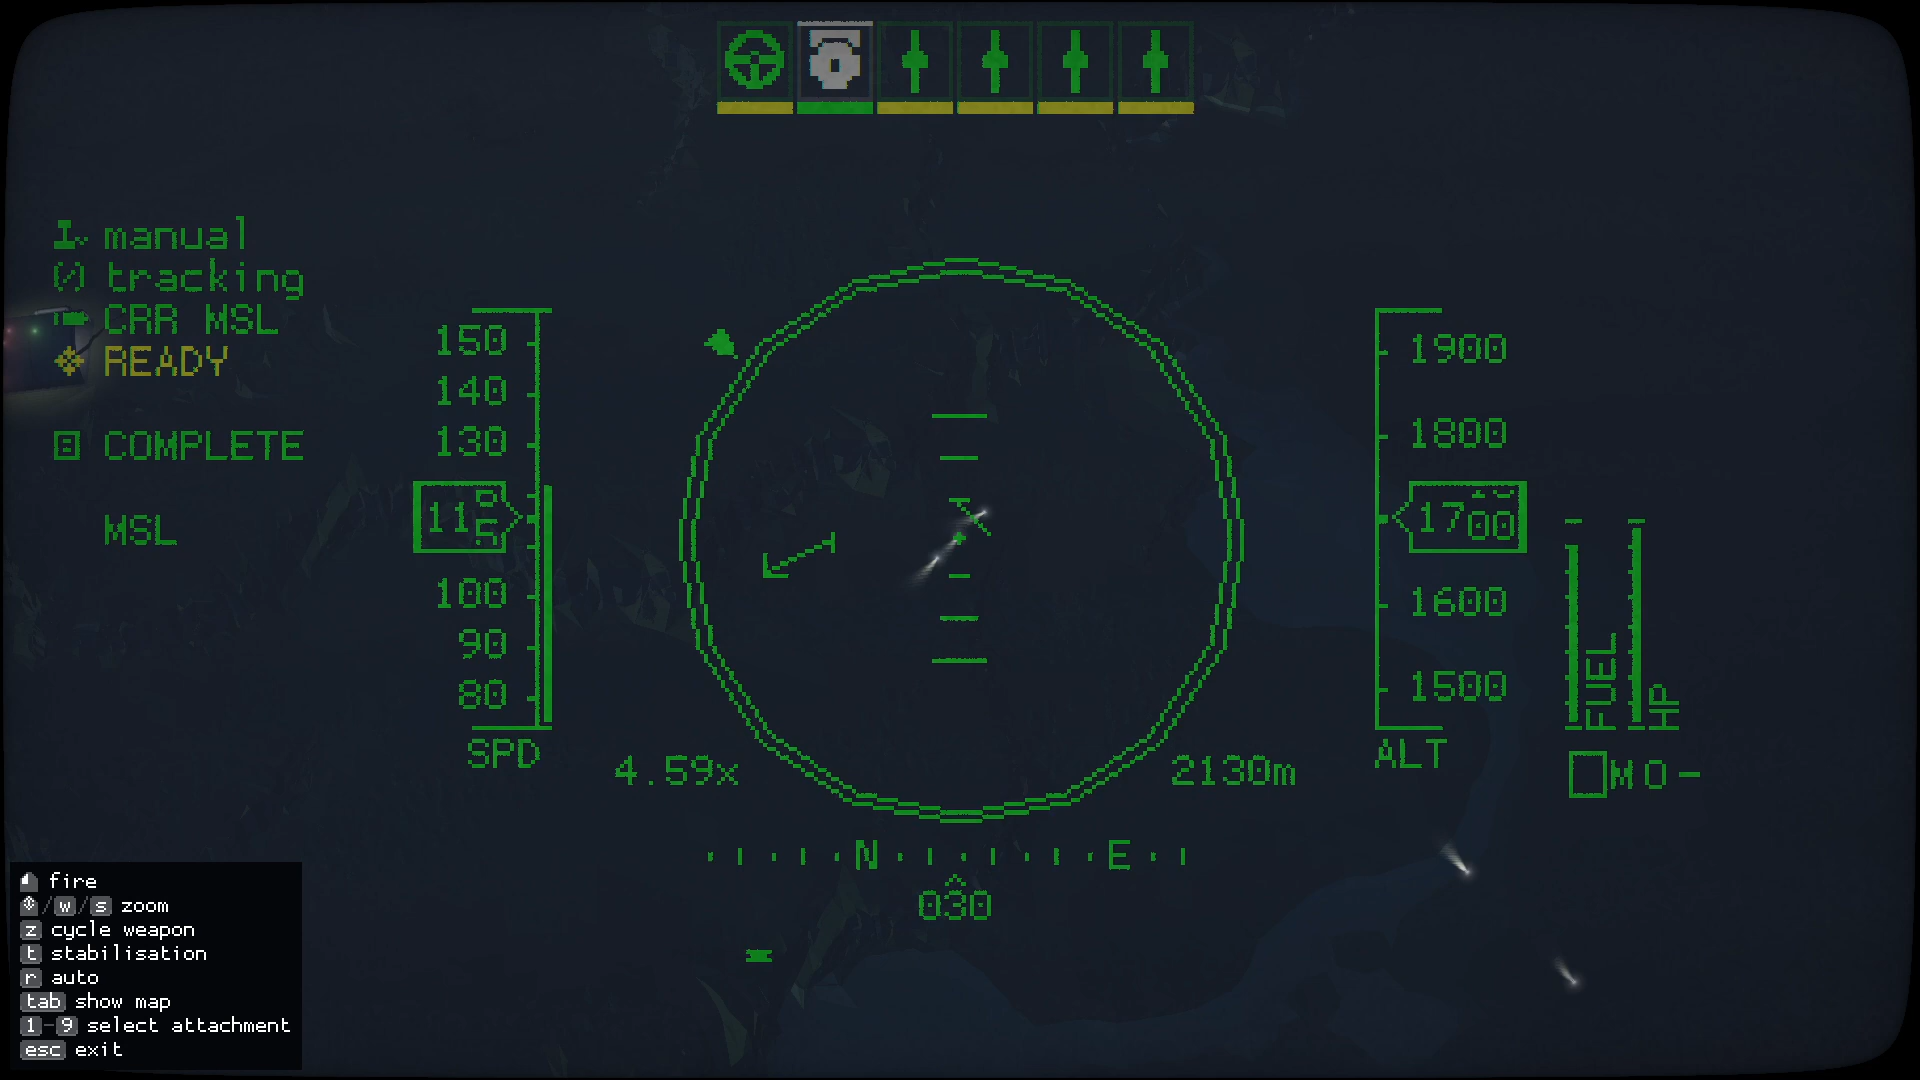 manual
tracking
CRR MSL
READY
COMPLETE
MSL
150
140
130
11
5
100
90
80
SPD
4.59x
1900
1800
1700
1600
1500
ALT
2130m
FUEL
HP
MO-
N
E
030
fire
/w/s zoom
z cycle weapon
t stabilisation
r auto
tab show map
1-9 select attachment
esc exit